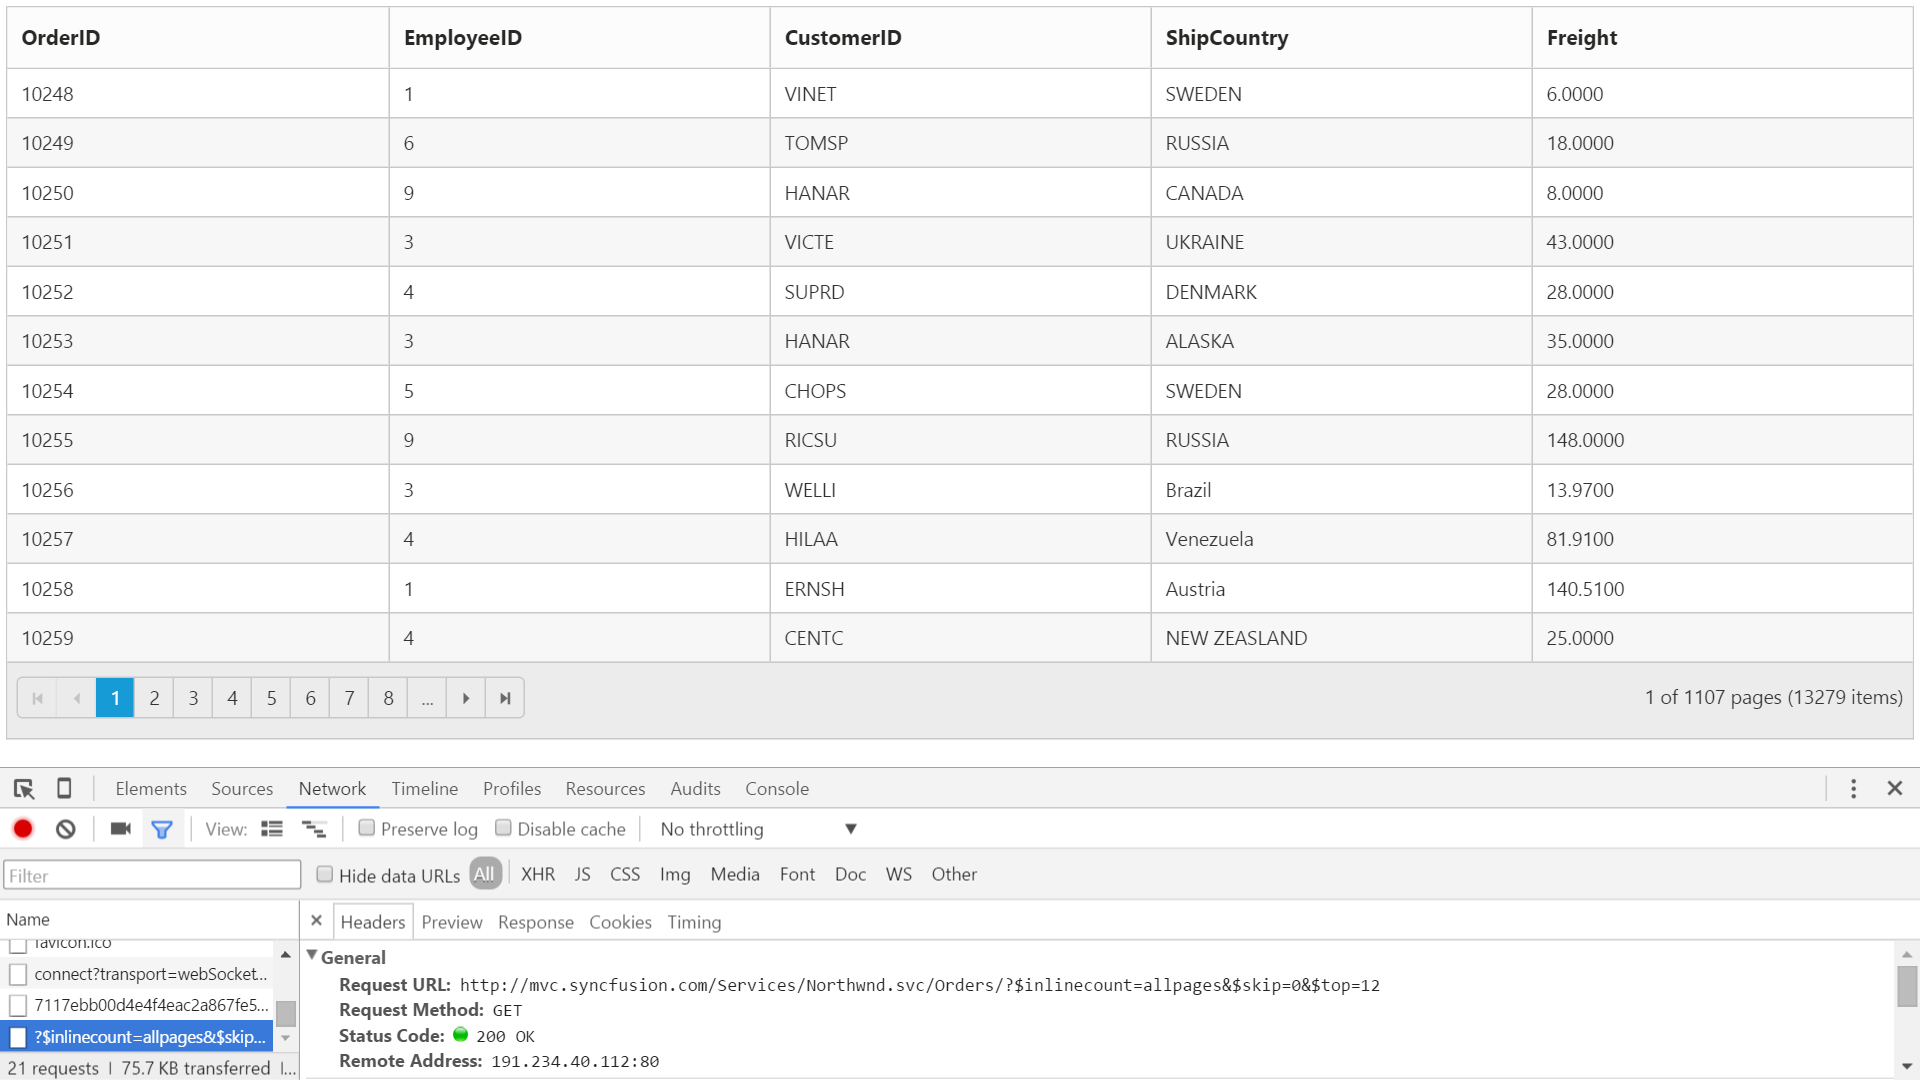 OrderID EmployeeID CustomerID ShipCountry Freight
10248 1 VINET SWEDEN 6.0000
10249 6 TOMSP RUSSIA 18.0000
10250 9 HANAR CANADA 8.0000
10251 3 VICTE UKRAINE 43.0000
10252 4 SUPRD DENMARK 28.0000
10253 3 HANAR ALASKA 35.0000
10254 5 CHOPS SWEDEN 28.0000
10255 9 RICSU RUSSIA 148.0000
10256 3 WELLI Brazil 13.9700
10257 4 HILAA Venezuela 81.9100
10258 1 ERNSH Austria 140.5100
10259 4 CENTC NEW ZEASLAND 25.0000
1 2 3 4 5 6 7 8 ... 1 of 1107 pages (13279 items)
Elements Sources Network Timeline Profiles Resources Audits Console
View: Preserve log Disable cache No throttling
Filter Hide data URLs All XHR JS CSS Img Media Font Doc WS Other
Name Headers Preview Response Cookies Timing
favicon.ico
General
connect?transport=webSocket...
Request URL: http://mvc.syncfusion.com/Services/Northwnd.svc/Orders/?$inlinecount=allpages&$skip=0&$top=12
7117ebb00d4e4f4eac2a867fe5...
Request Method: GET
?$inlinecount=allpages&$skip...
Status Code: 200 OK
21 requests | 75.7 KB transferred |...
Remote Address: 191.234.40.112:80